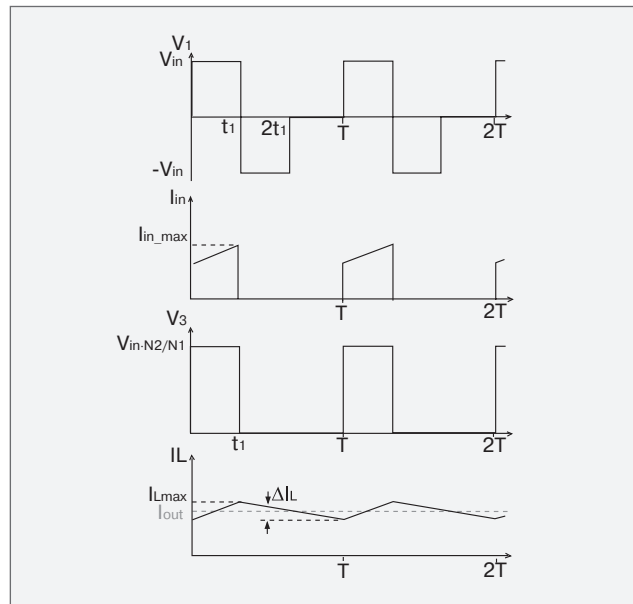 V1
Vin
t1 2t1 T 2T
-Vin
Iin
Iin_max
T 2T
V3
Vin·N2/N1
t1 T 2T
IL
ILmax ΔIL
Iout
T 2T